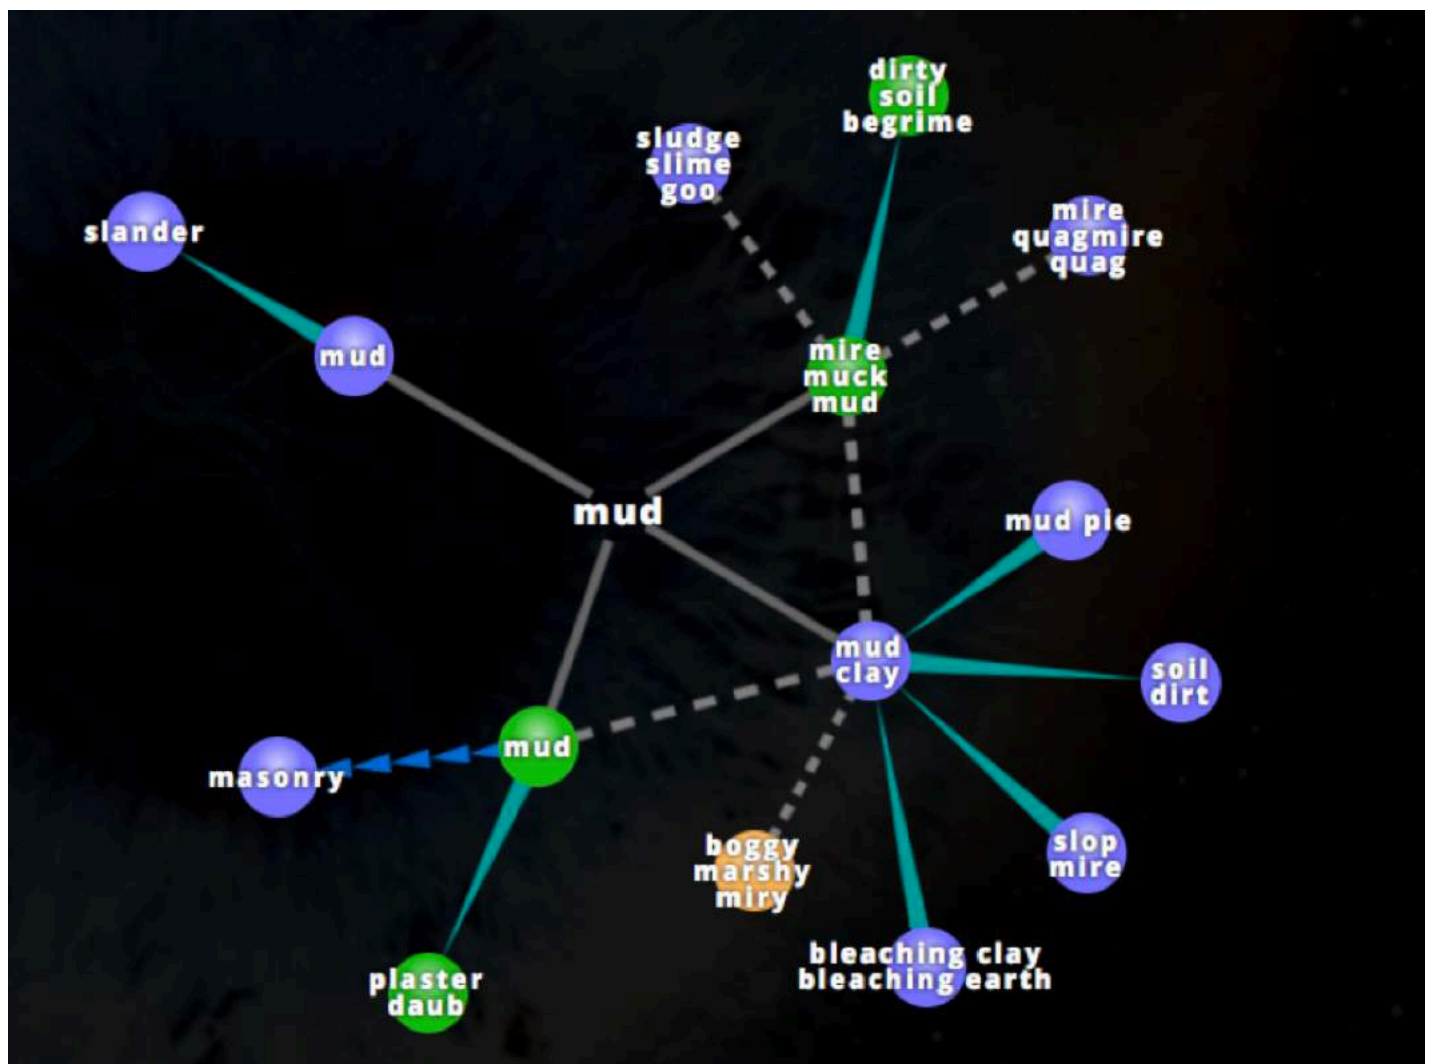 dirty
soil
begrime
sludge
slime
goo
mire
quagmire
quag
slander
mud
mire
muck
mud
mud
mud pie
mud
clay
soil
dirt
mud
masonry
boggy
marshy
miry
slop
mire
bleaching clay
bleaching earth
plaster
daub